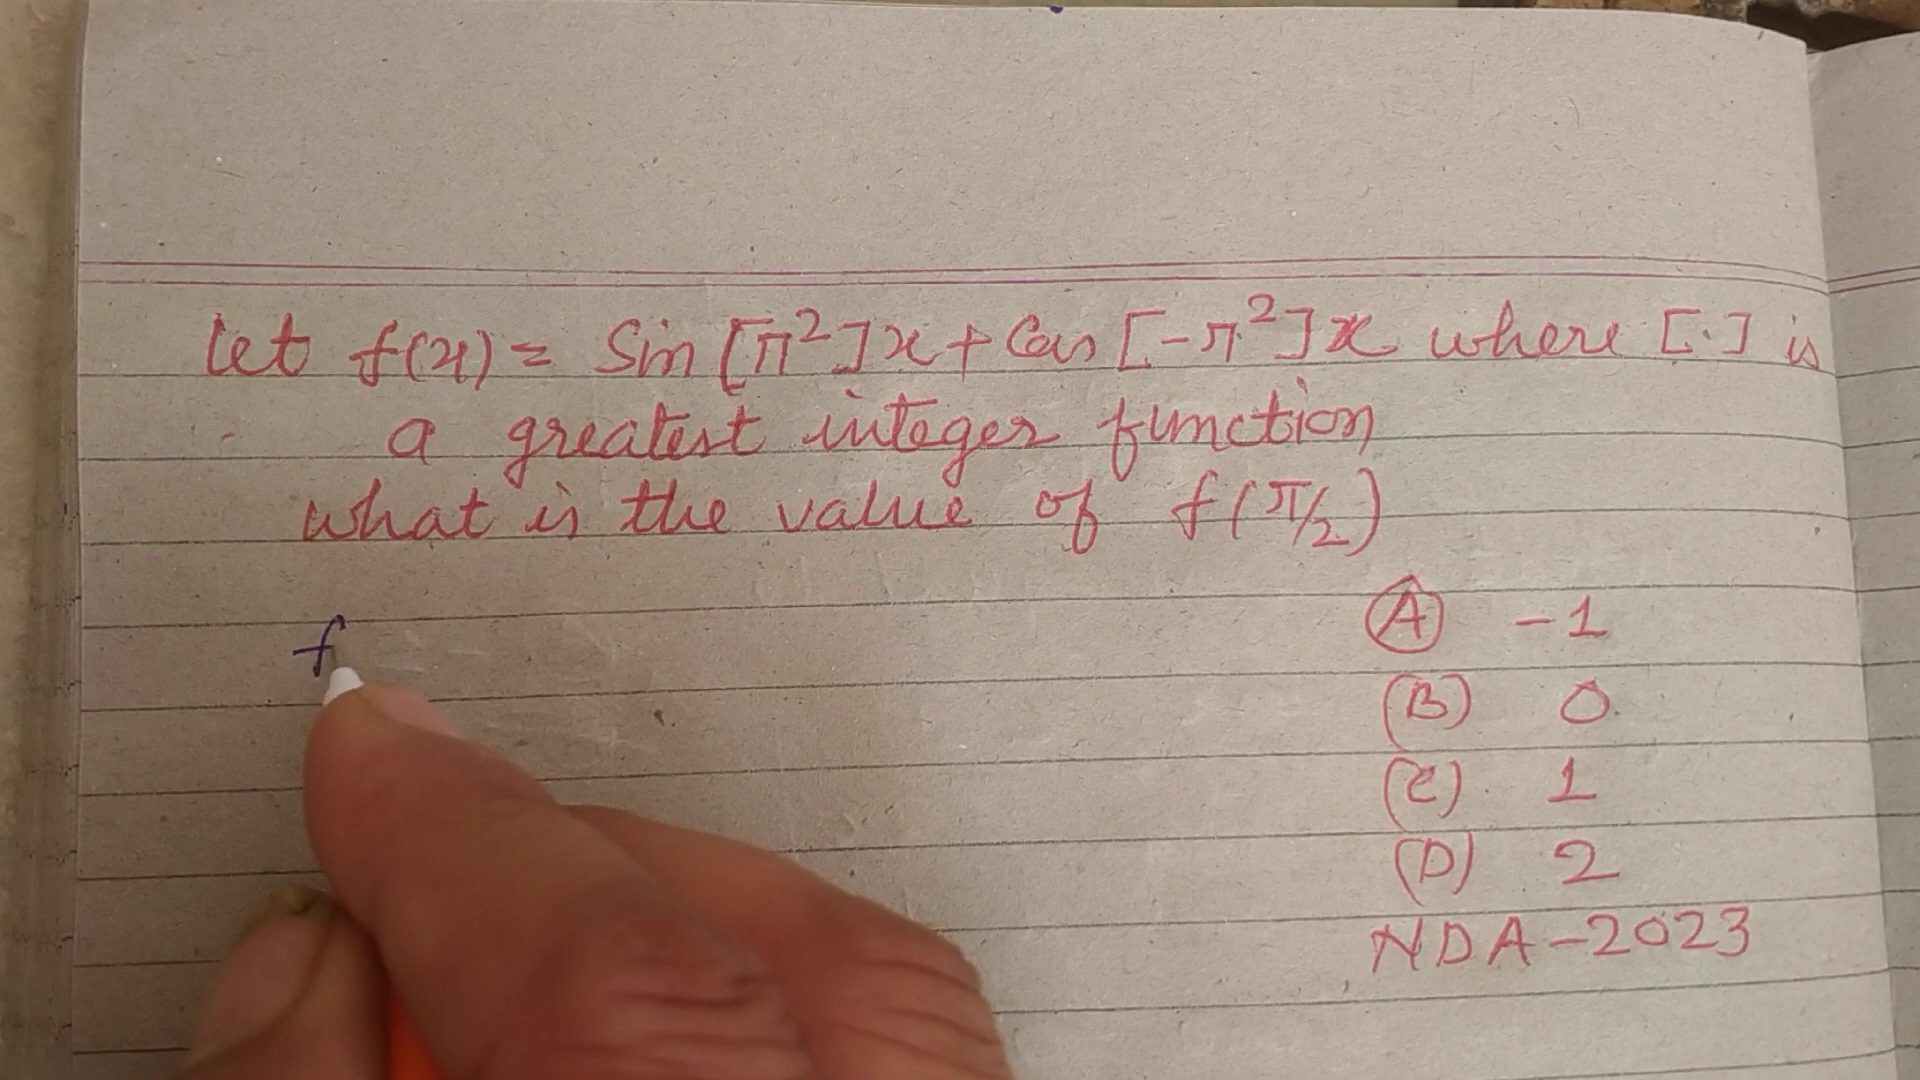 let f(x) = Sin [π²]x + Cos [-π²]x where [.] is
a greatest integer function
what is the value of f(π/2)
f
(A) -1
(B) 0
(C) 1
(D) 2
NDA-2023